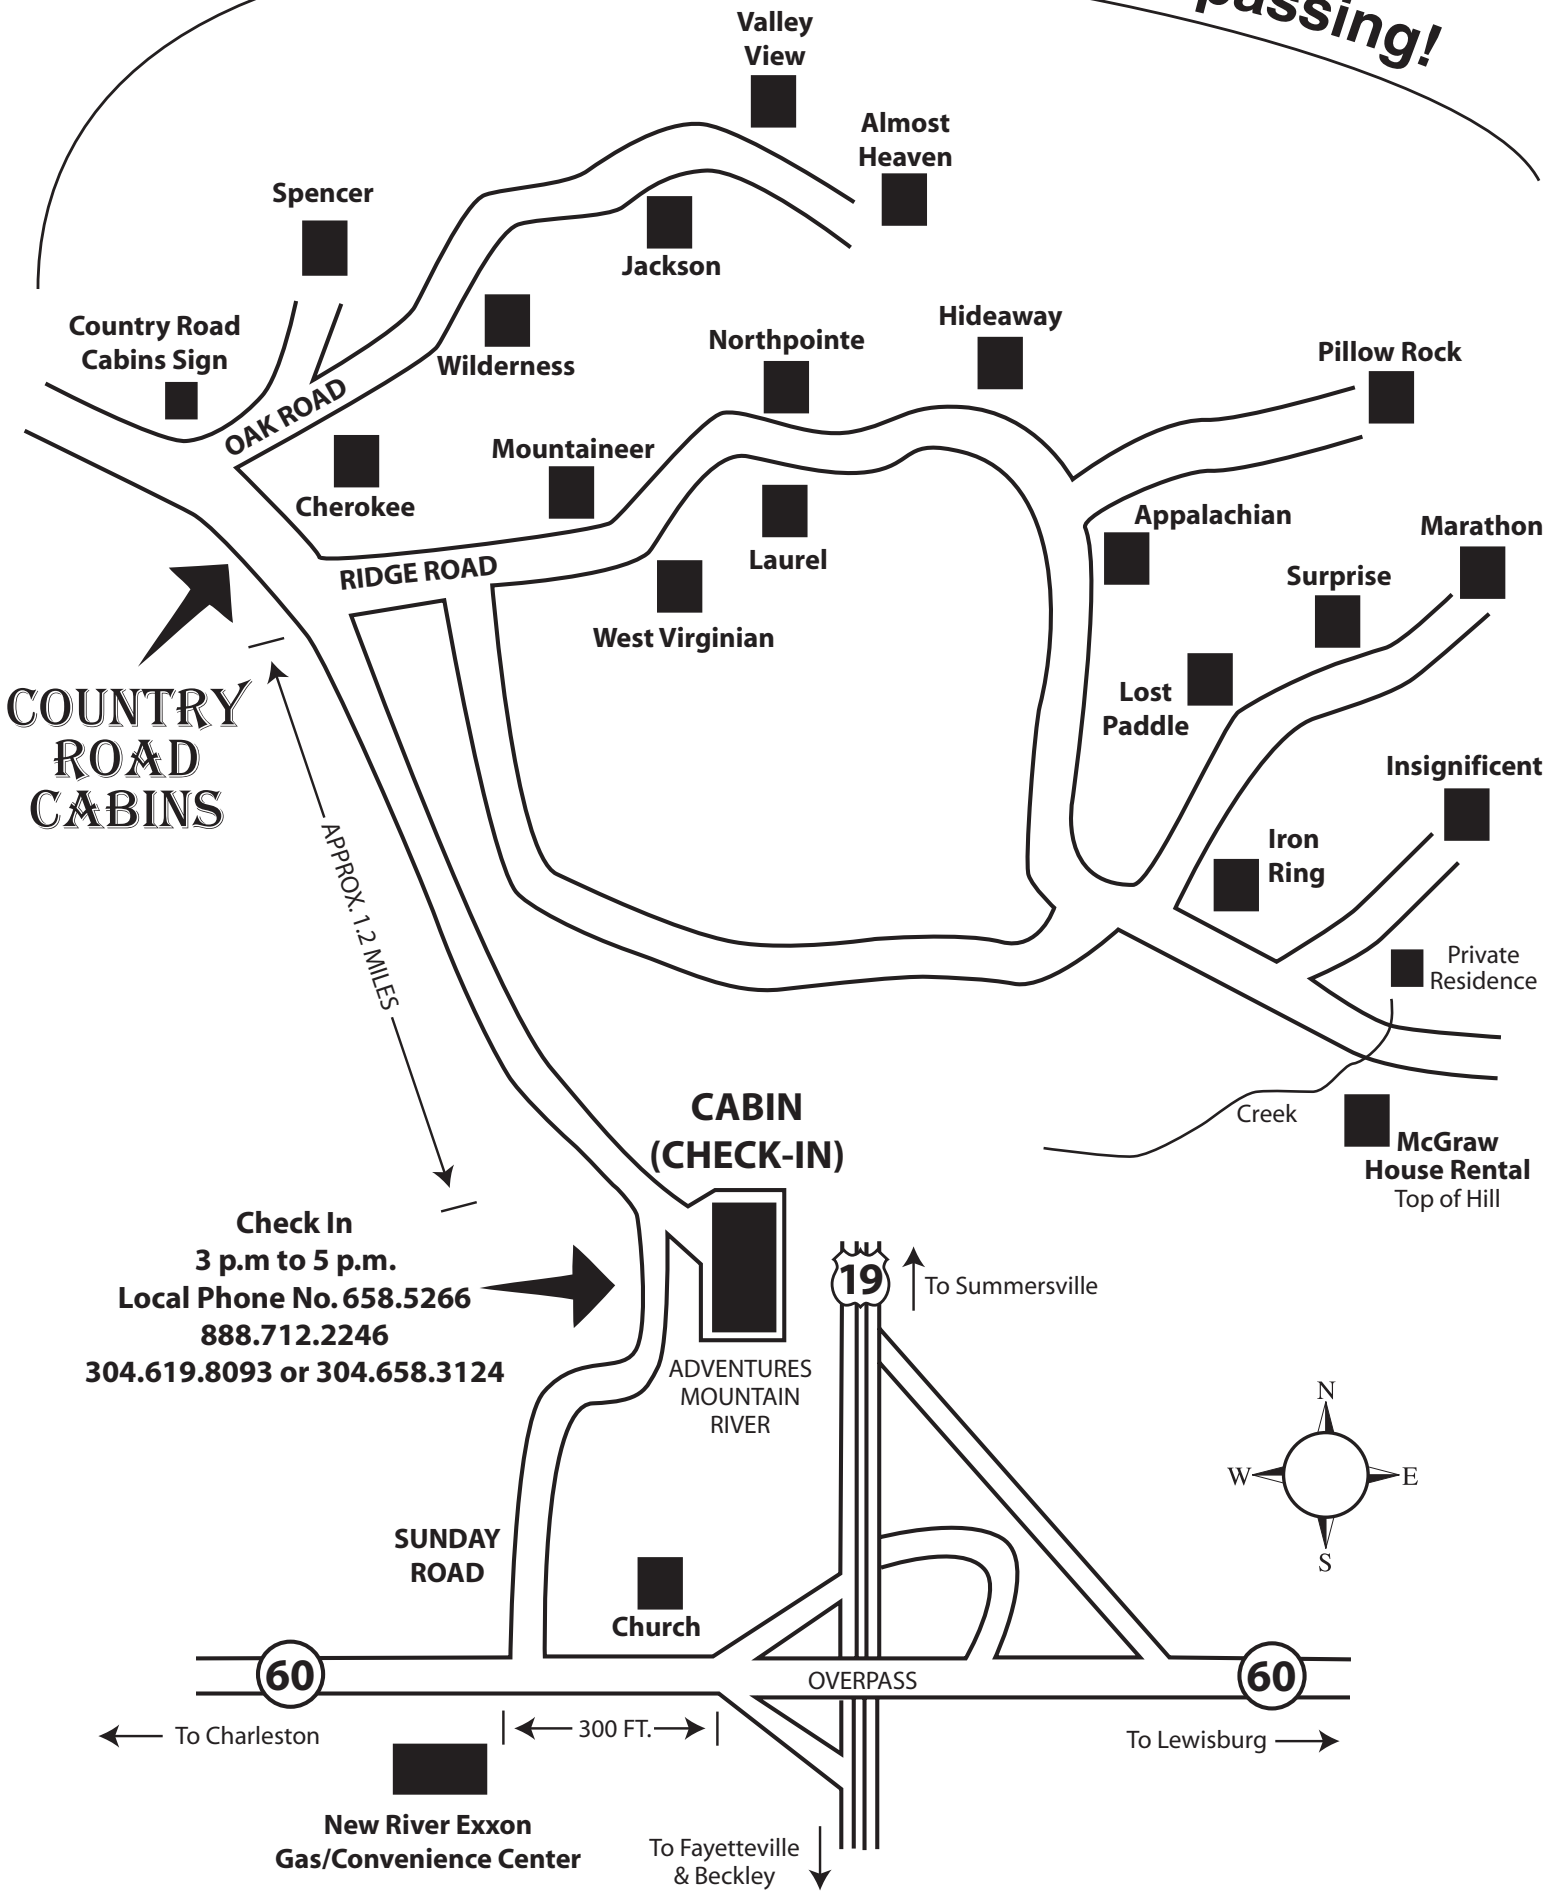 passing!
Valley
View
Almost
Heaven
Spencer
Jackson
Country Road
Cabins Sign
Wilderness
Northpointe
Hideaway
Pillow Rock
OAK ROAD
Cherokee
Mountaineer
Laurel
Appalachian
Marathon
RIDGE ROAD
West Virginian
Surprise
COUNTRY
ROAD
CABINS
Lost
Paddle
Insignificent
APPROX. 1.2 MILES
Iron
Ring
Private
Residence
Creek
McGraw
House Rental
Top of Hill
CABIN
(CHECK-IN)
Check In
3 p.m to 5 p.m.
Local Phone No. 658.5266
888.712.2246
304.619.8093 or 304.658.3124
19
To Summersville
ADVENTURES
MOUNTAIN
RIVER
N
W
E
S
SUNDAY
ROAD
Church
60
OVERPASS
60
To Charleston
300 FT.
To Lewisburg
New River Exxon
Gas/Convenience Center
To Fayetteville
& Beckley